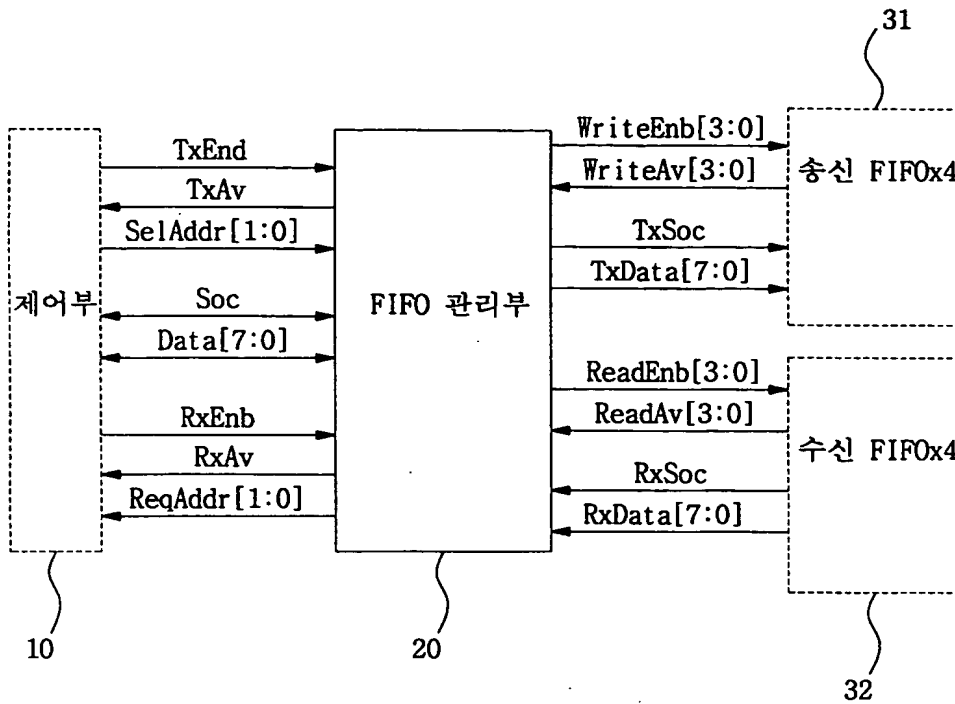 31
WriteEnb[3:0]
TxEnd
WriteAv[3:0]
송신 FIFOx4
TxAv
SelAddr[1:0]
TxSoc
TxData[7:0]
제어부
Soc
FIFO 관리부
Data[7:0]
ReadEnb[3:0]
RxEnb
ReadAv[3:0]
수신 FIFOx4
RxAv
RxSoc
ReqAddr[1:0]
RxData[7:0]
10
20
32